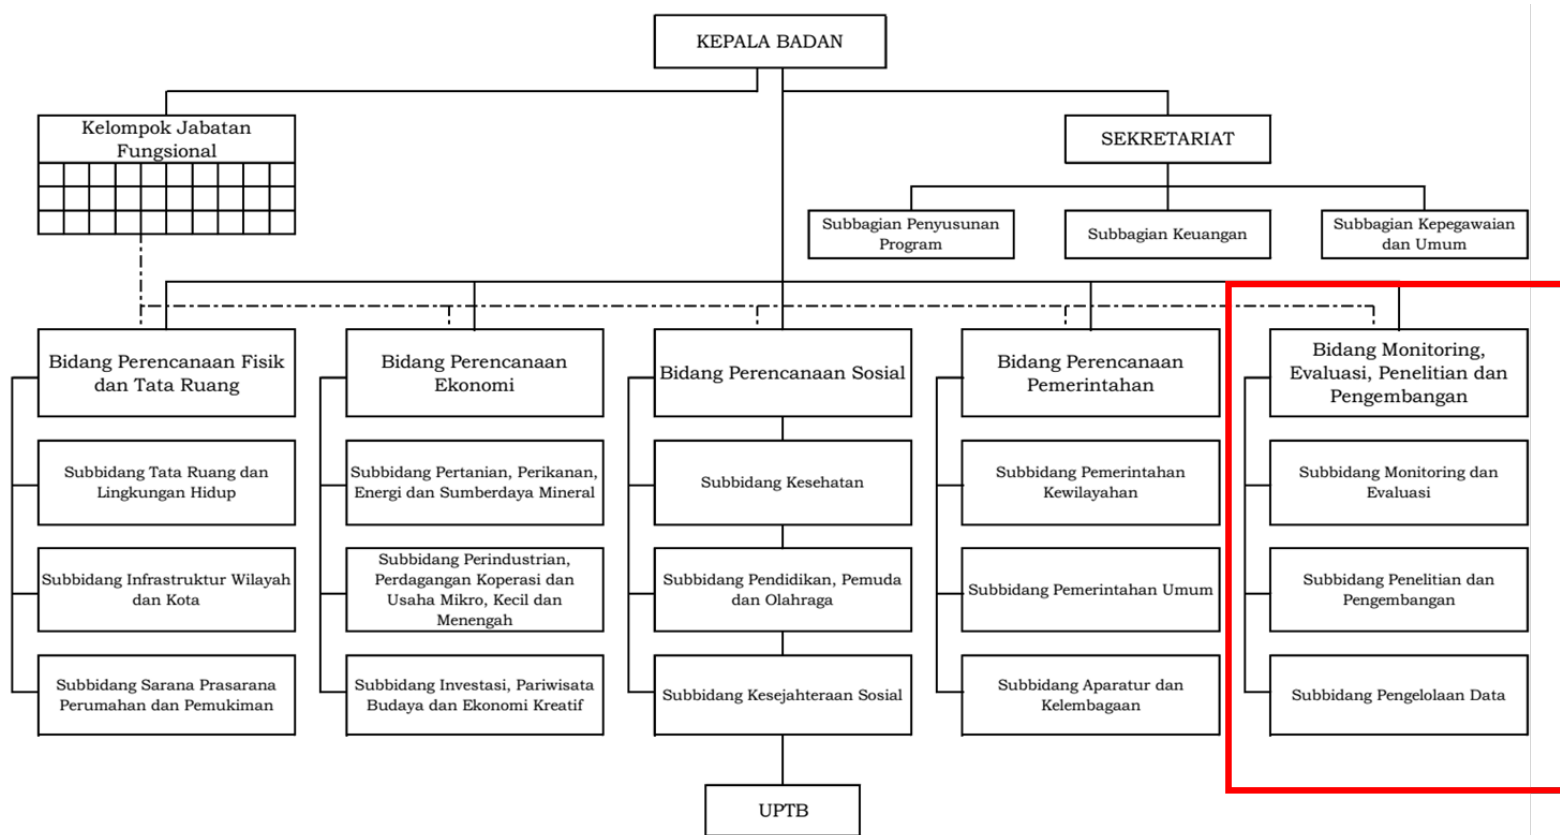 KEPALA BADAN
Kelompok Jabatan
Fungsional
SEKRETARIAT
Subbagian Penyusunan
Program
Subbagian Keuangan
Subbagian Kepegawaian
dan Umum
Bidang Perencanaan Fisik
dan Tata Ruang
Subbidang Tata Ruang dan
Lingkungan Hidup
Subbidang Infrastruktur Wilayah
dan Kota
Subbidang Sarana Prasarana
Perumahan dan Pemukiman
Bidang Perencanaan
Ekonomi
Subbidang Pertanian, Perikanan,
Energi dan Sumberdaya Mineral
Subbidang Perindustrian,
Perdagangan Koperasi dan
Usaha Mikro, Kecil dan
Menengah
Subbidang Investasi, Pariwisata
Budaya dan Ekonomi Kreatif
Bidang Perencanaan Sosial
Subbidang Kesehatan
Subbidang Pendidikan, Pemuda
dan Olahraga
Subbidang Kesejahteraan Sosial
Bidang Perencanaan
Pemerintahan
Subbidang Pemerintahan
Kewilayahan
Subbidang Pemerintahan Umum
Subbidang Aparatur dan
Kelembagaan
Bidang Monitoring,
Evaluasi, Penelitian dan
Pengembangan
Subbidang Monitoring dan
Evaluasi
Subbidang Penelitian dan
Pengembangan
Subbidang Pengelolaan Data
UPTB